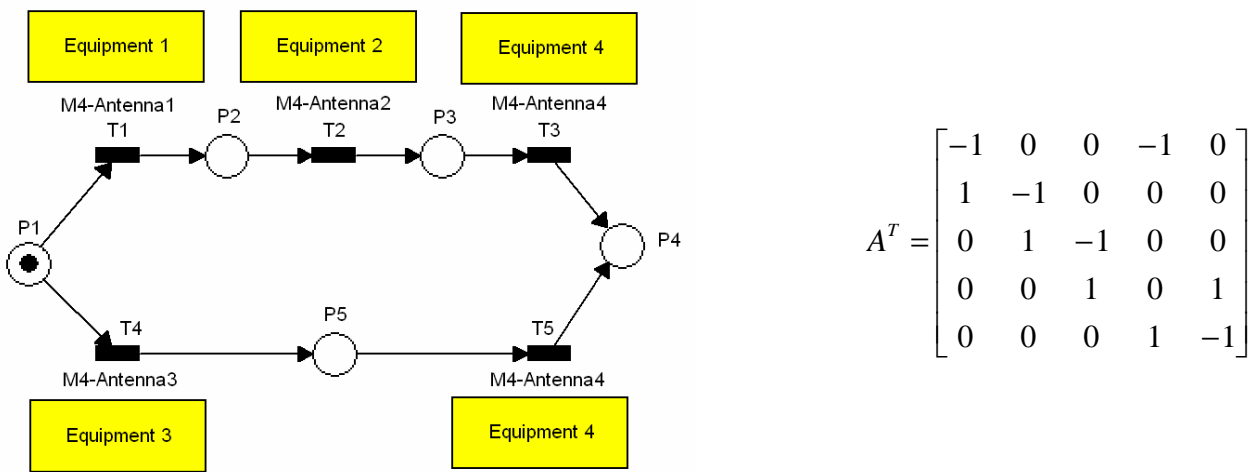 Equipment 1
Equipment 2
Equipment 4
M4-Antenna1
M4-Antenna2
M4-Antenna4
T1
P2
T2
P3
T3
P1
P4
T4
P5
T5
M4-Antenna3
M4-Antenna4
Equipment 3
Equipment 4
A^T =
-1 0 0 -1 0
1 -1 0 0 0
0 1 -1 0 0
0 0 1 0 1
0 0 0 1 -1